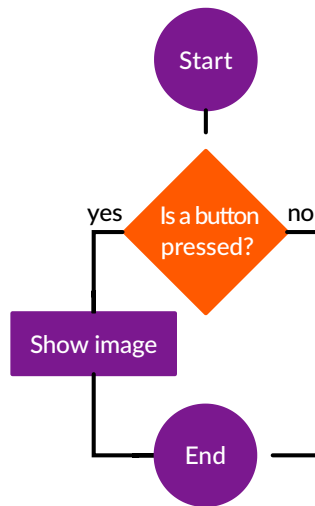 Start
yes
Is a button
pressed?
no
Show image
End